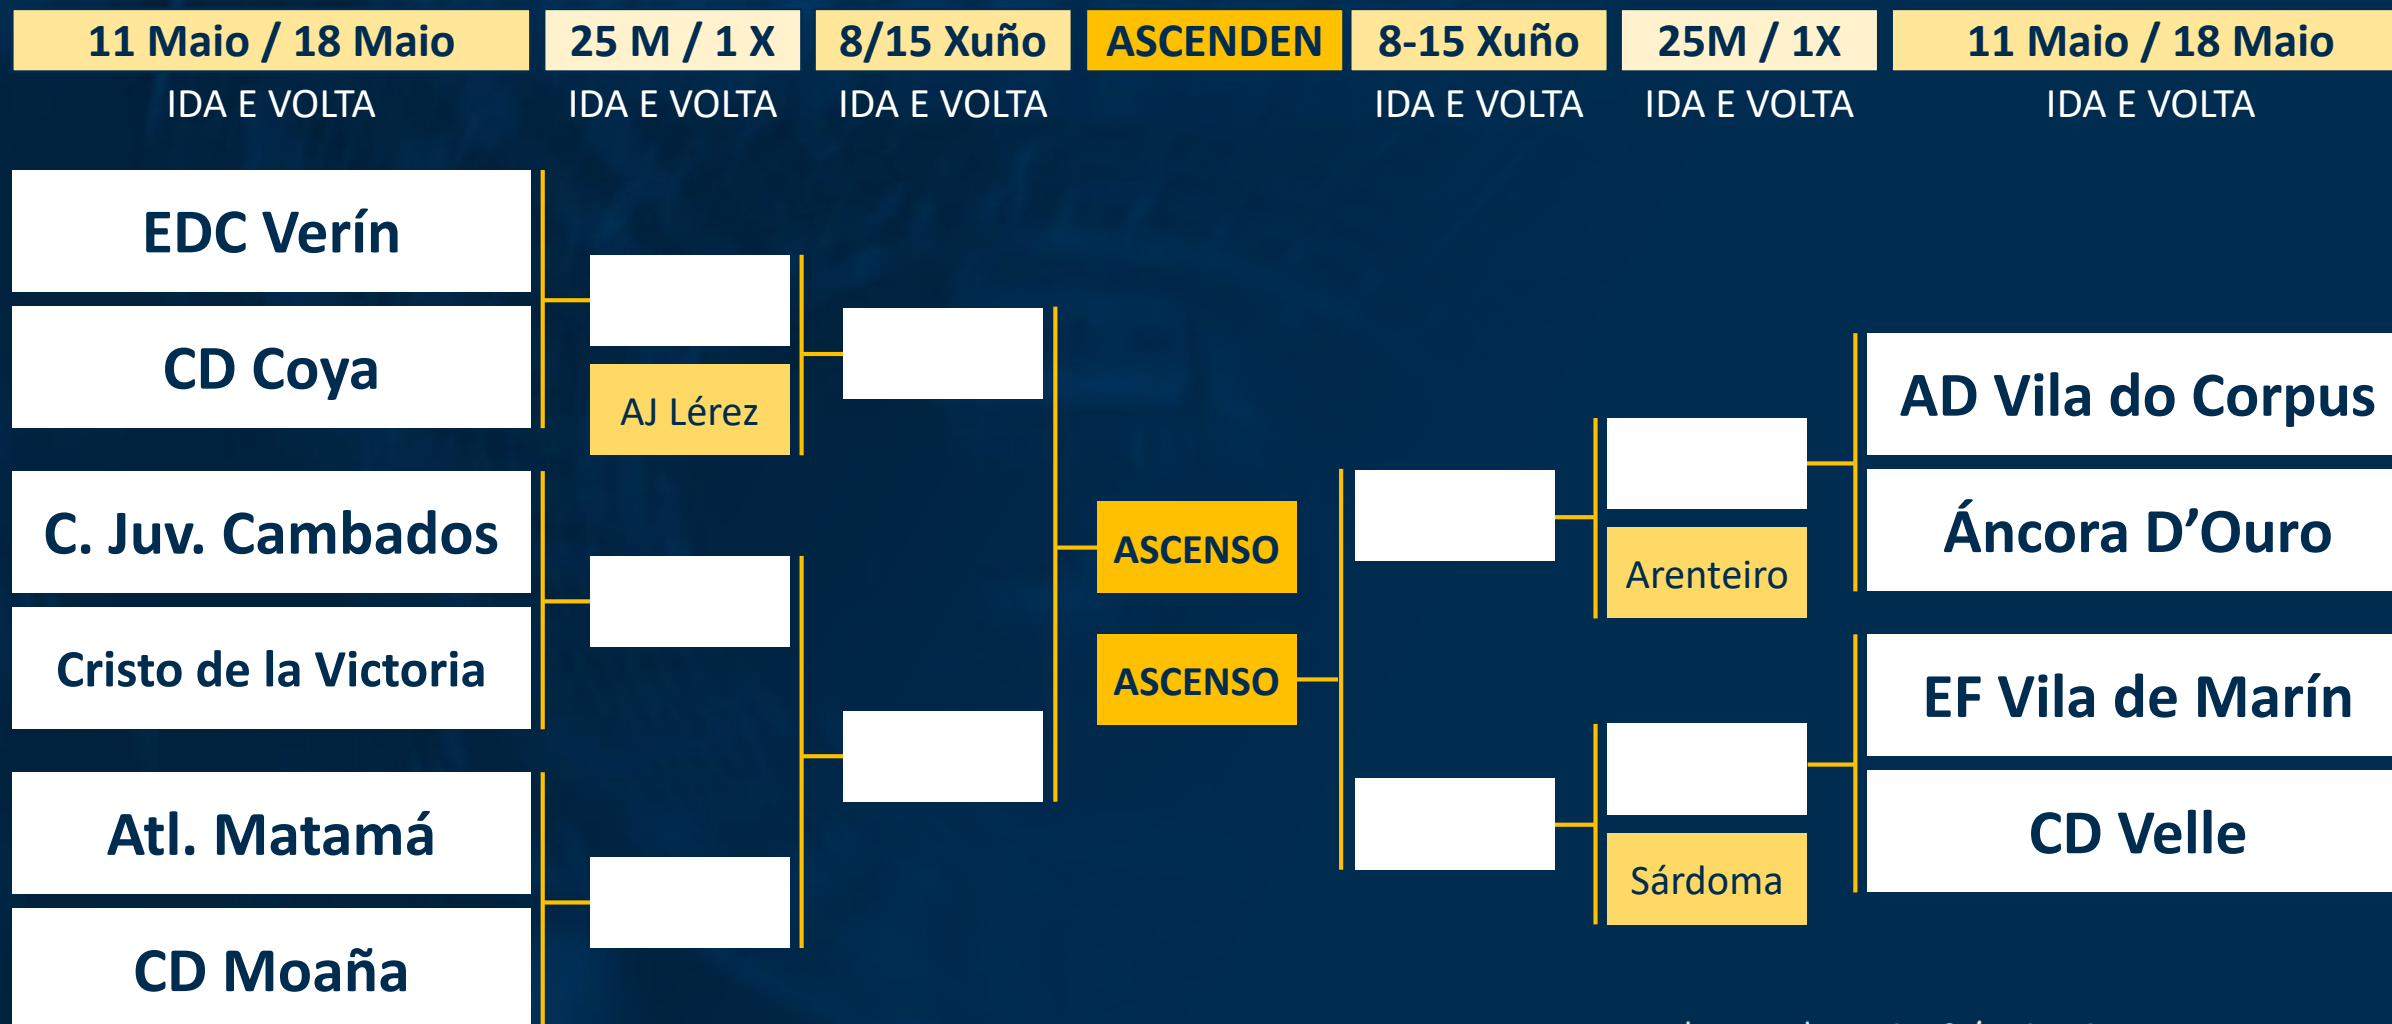 11 Maio / 18 Maio
25 M / 1 X
8/15 Xuño
ASCENDEN
8-15 Xuño
25M / 1X
11 Maio / 18 Maio
IDA E VOLTA
IDA E VOLTA
IDA E VOLTA
IDA E VOLTA
IDA E VOLTA
IDA E VOLTA
EDC Verín
CD Coya
AJ Lérez
C. Juv. Cambados
Cristo de la Victoria
Atl. Matamá
CD Moaña
ASCENSO
ASCENSO
Arenteiro
Sárdoma
AD Vila do Corpus
Áncora D’Ouro
EF Vila de Marín
CD Velle